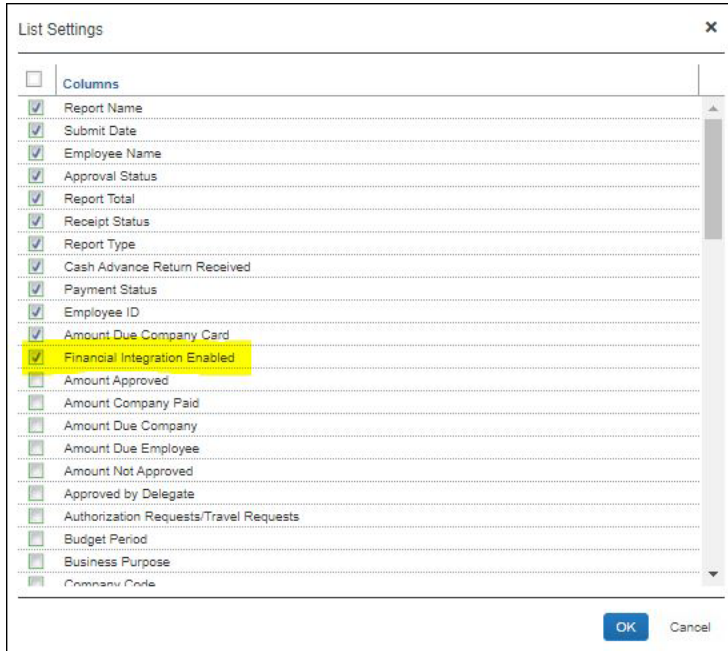 List Settings
Columns
Report Name
Submit Date
Employee Name
Approval Status
Report Total
Receipt Status
Report Type
Cash Advance Return Received
Payment Status
Employee ID
Amount Due Company Card
Financial Integration Enabled
Amount Approved
Amount Company Paid
Amount Due Company
Amount Due Employee
Amount Not Approved
Approved by Delegate
Authorization Requests/Travel Requests
Budget Period
Business Purpose
Company Code
OK Cancel